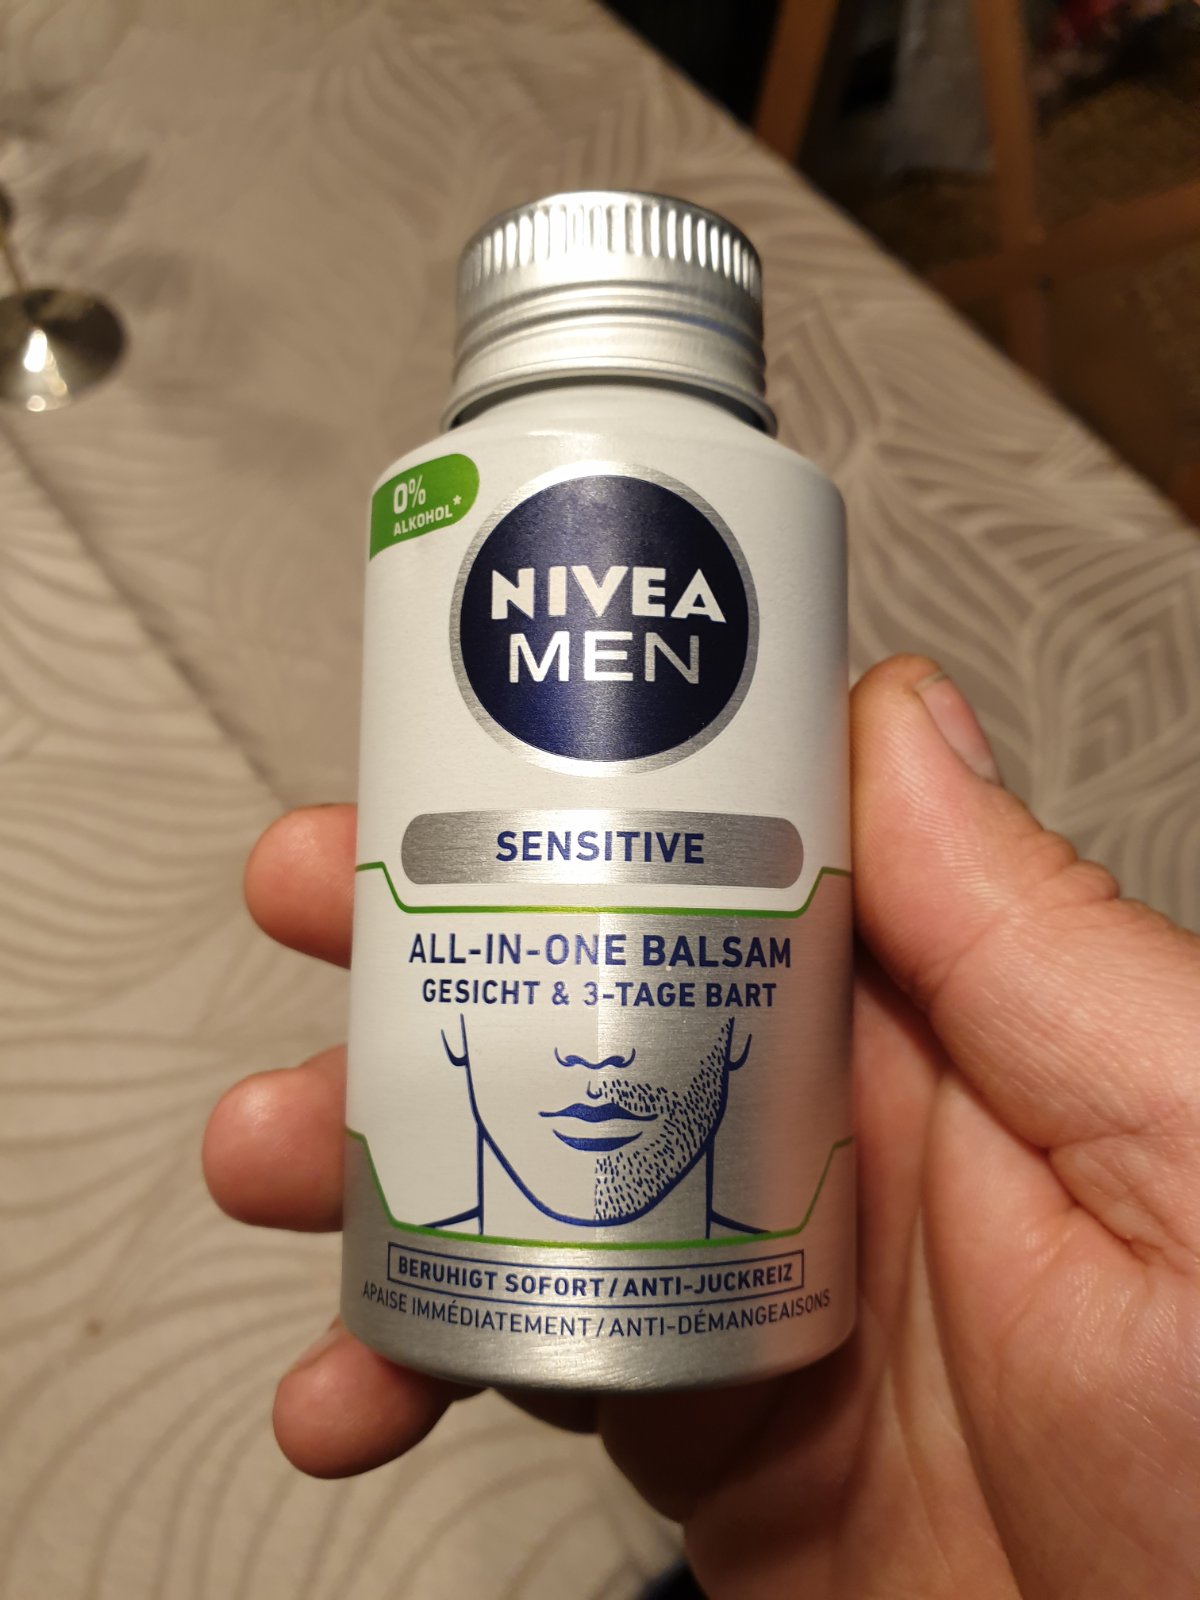 0%
ALKOHOL*
NIVEA
MEN
SENSITIVE
ALL-IN-ONE BALSAM
GESICHT & 3-TAGE BART
BERUHIGT SOFORT/ANTI-JUCKREIZ
APAISE IMMÉDIATEMENT/ANTI-DÉMANGEAISONS